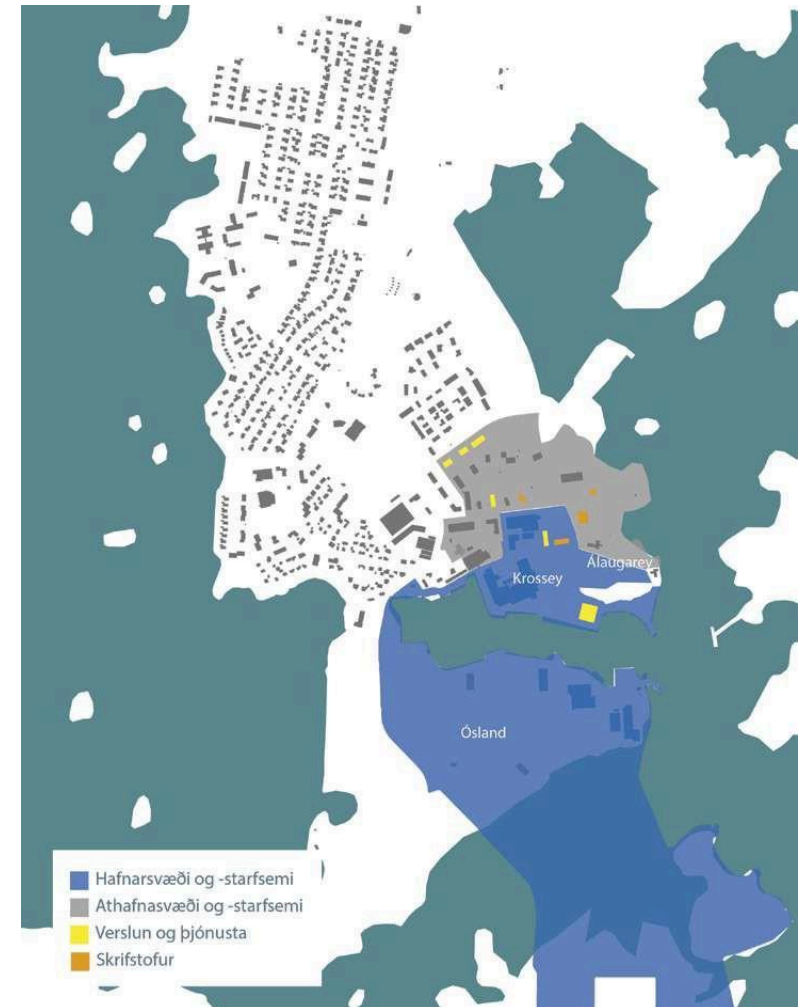 Álaugarey
Krossey
Ósland
Hafnarsvæði og -starfsemi
Athafnasvæði og -starfsemi
Verslun og þjónusta
Skrifstofur